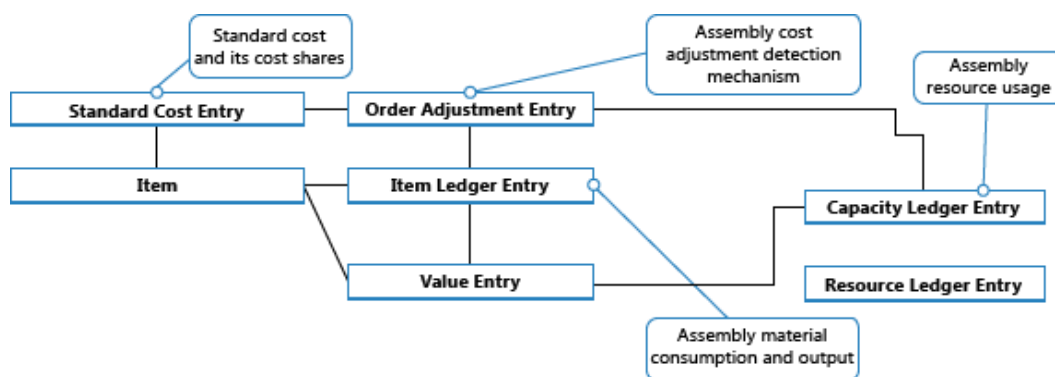 Standard cost
and its cost shares
Assembly cost
adjustment detection
mechanism
Assembly
resource usage
Standard Cost Entry
Order Adjustment Entry
Item
Item Ledger Entry
Capacity Ledger Entry
Value Entry
Resource Ledger Entry
Assembly material
consumption and output